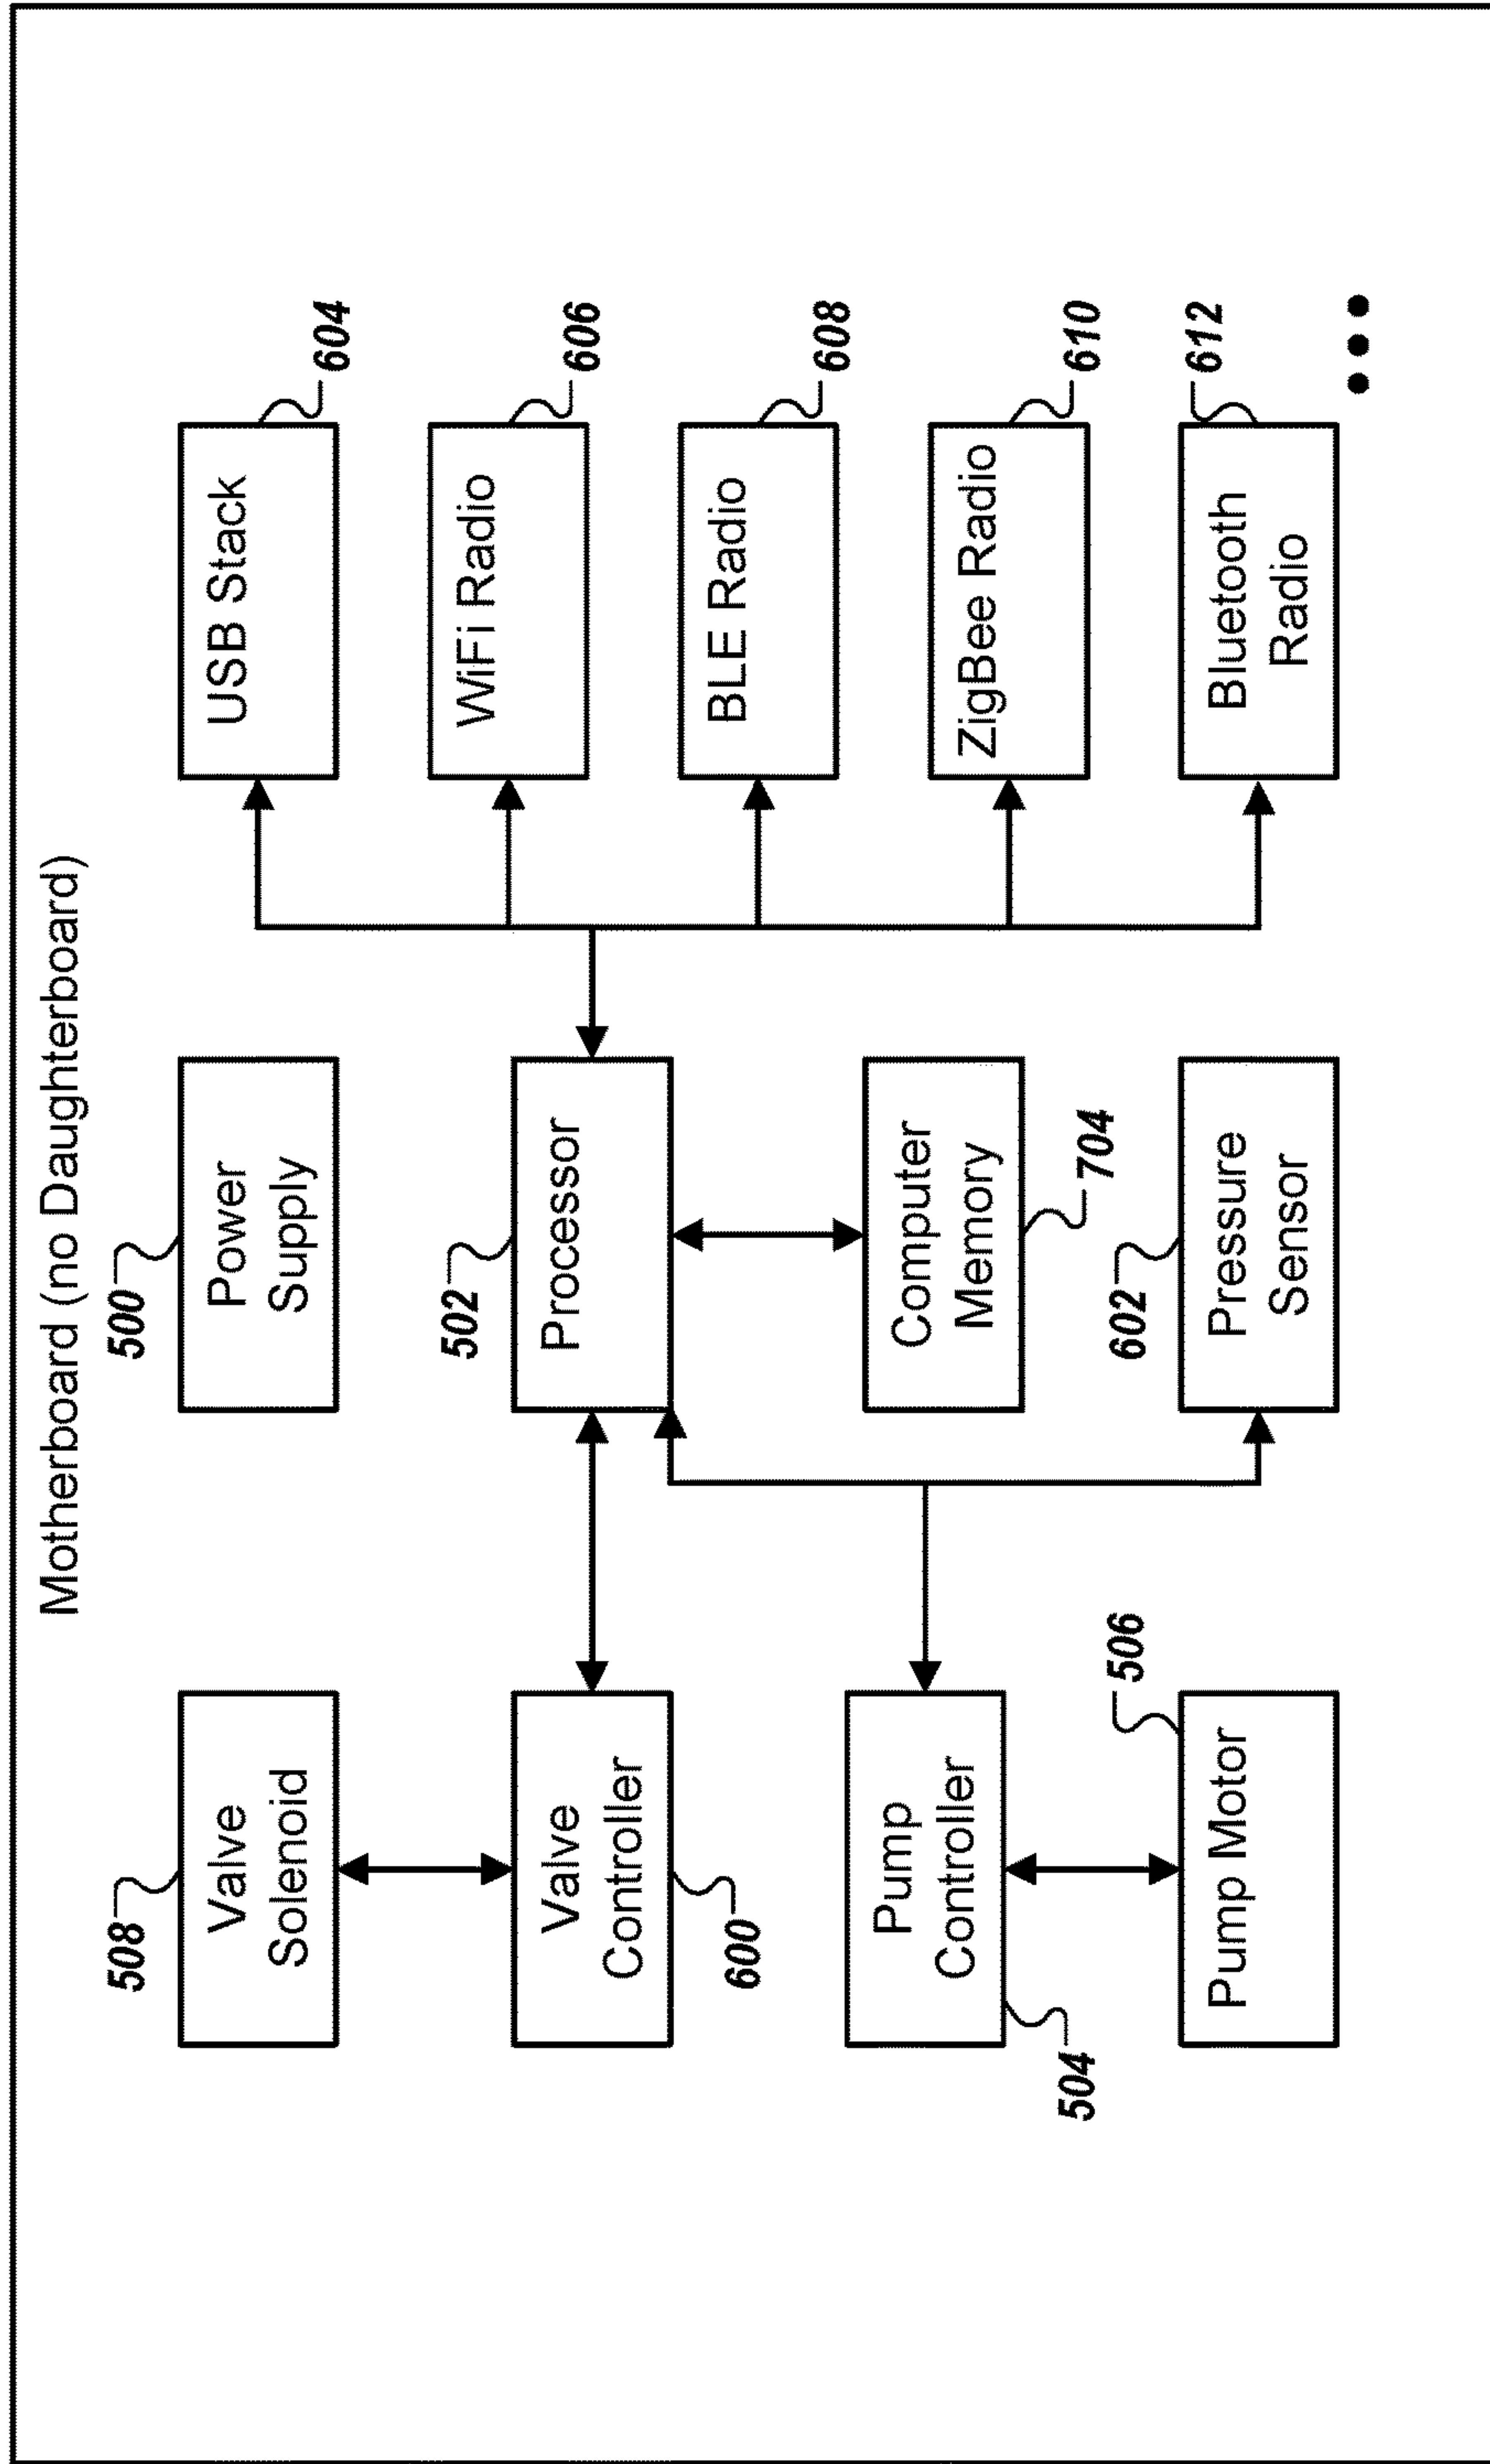 Motherboard (no Daughterboard)
508
Valve
Solenoid
500
Power
Supply
USB Stack
604
WiFi Radio
606
Valve
Controller
600
502
Processor
BLE Radio
608
Pump
Controller
504
Computer
Memory
704
ZigBee Radio
610
506
Pump Motor
602
Pressure
Sensor
612
Bluetooth
Radio